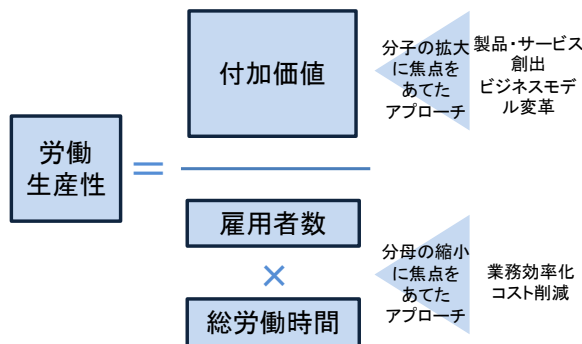 労働
生産性
=
付加価値
雇用者数
×
総労働時間
分子の拡大
に焦点を
あてた
アプローチ
製品・サービス
創出
ビジネスモデ
ル変革
分母の縮小
に焦点を
あてた
アプローチ
業務効率化
コスト削減